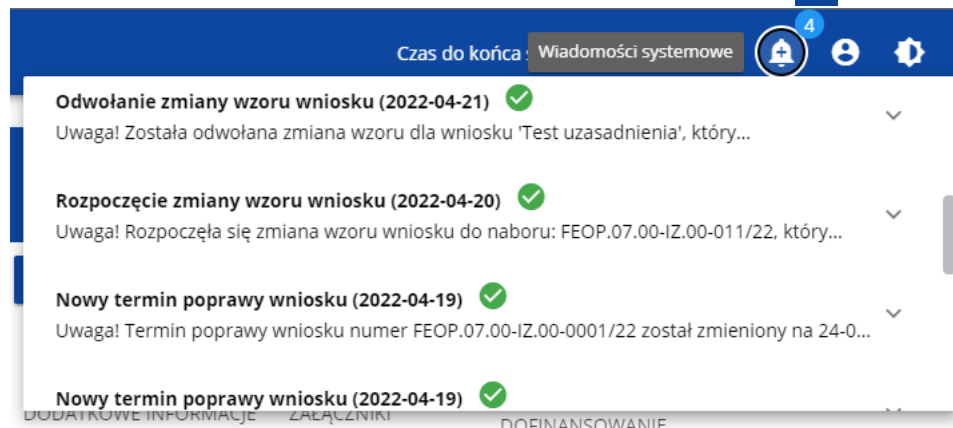 4
Czas do końca
Wiadomości systemowe
Odwołanie zmiany wzoru wniosku (2022-04-21)
Uwaga! Została odwołana zmiana wzoru dla wniosku 'Test uzasadnienia', który...
Rozpoczęcie zmiany wzoru wniosku (2022-04-20)
Uwaga! Rozpoczęła się zmiana wzoru wniosku do naboru: FEOP.07.00-IZ.00-011/22, który...
Nowy termin poprawy wniosku (2022-04-19)
Uwaga! Termin poprawy wniosku numer FEOP.07.00-IZ.00-0001/22 został zmieniony na 24-0...
Nowy termin poprawy wniosku (2022-04-19)
DODATKOWE INFORMACJE ZAŁĄCZNIKI
DOFINANSOWANIE